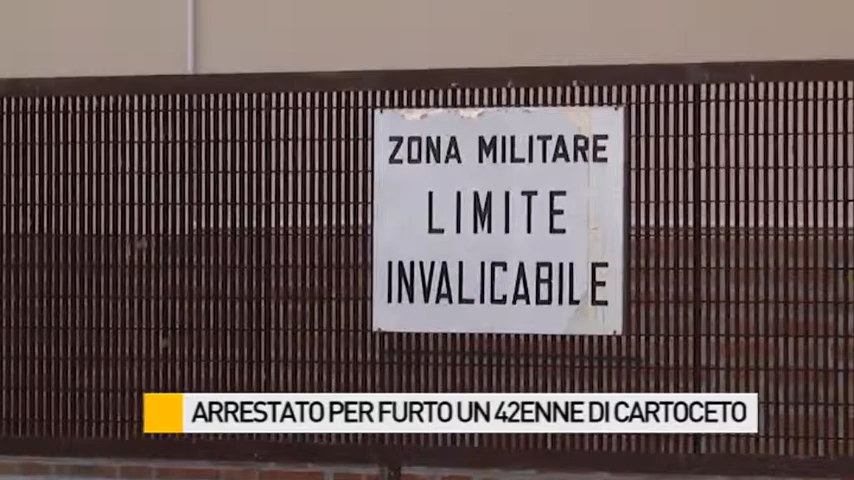 ZONA MILITARE
LIMITE
INVALICABILE
ARRESTATO PER FURTO UN 42ENNE DI CARTOCETO